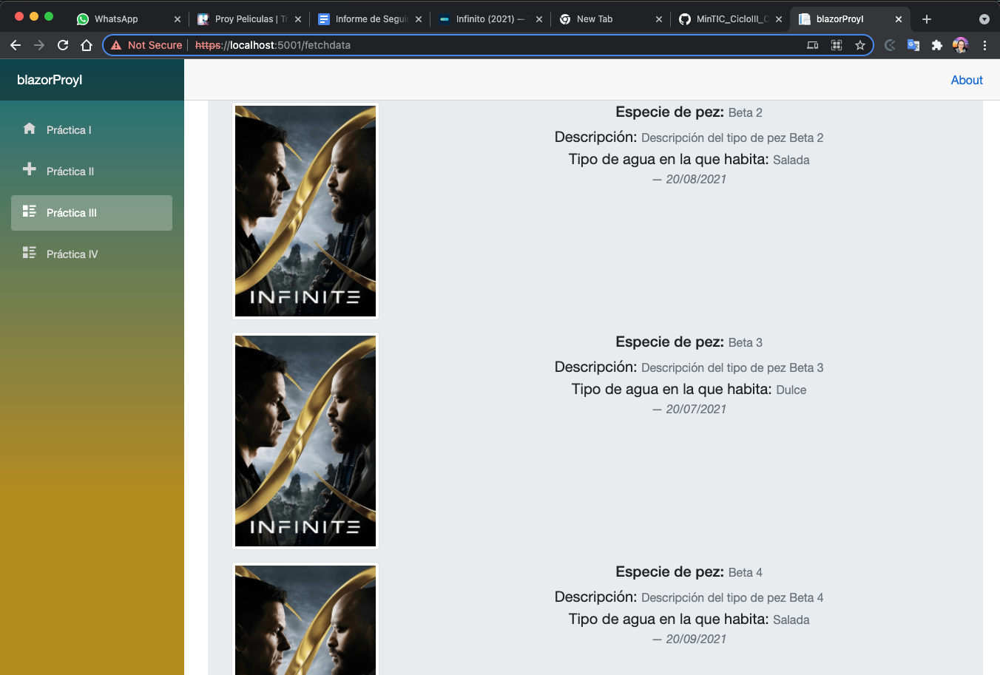 WhatsApp
Proy Peliculas | Tr
Informe de Segui
Infinito (2021) —
New Tab
MinTIC_CicloIII_C
blazorProyI
Not Secure
https://localhost:5001/fetchdata
blazorProyI
About
Práctica I
Práctica II
Práctica III
Práctica IV
INFINITE
Especie de pez: Beta 2
Descripción: Descripción del tipo de pez Beta 2
Tipo de agua en la que habita: Salada
— 20/08/2021
INFINITE
Especie de pez: Beta 3
Descripción: Descripción del tipo de pez Beta 3
Tipo de agua en la que habita: Dulce
— 20/07/2021
Especie de pez: Beta 4
Descripción: Descripción del tipo de pez Beta 4
Tipo de agua en la que habita: Salada
— 20/09/2021